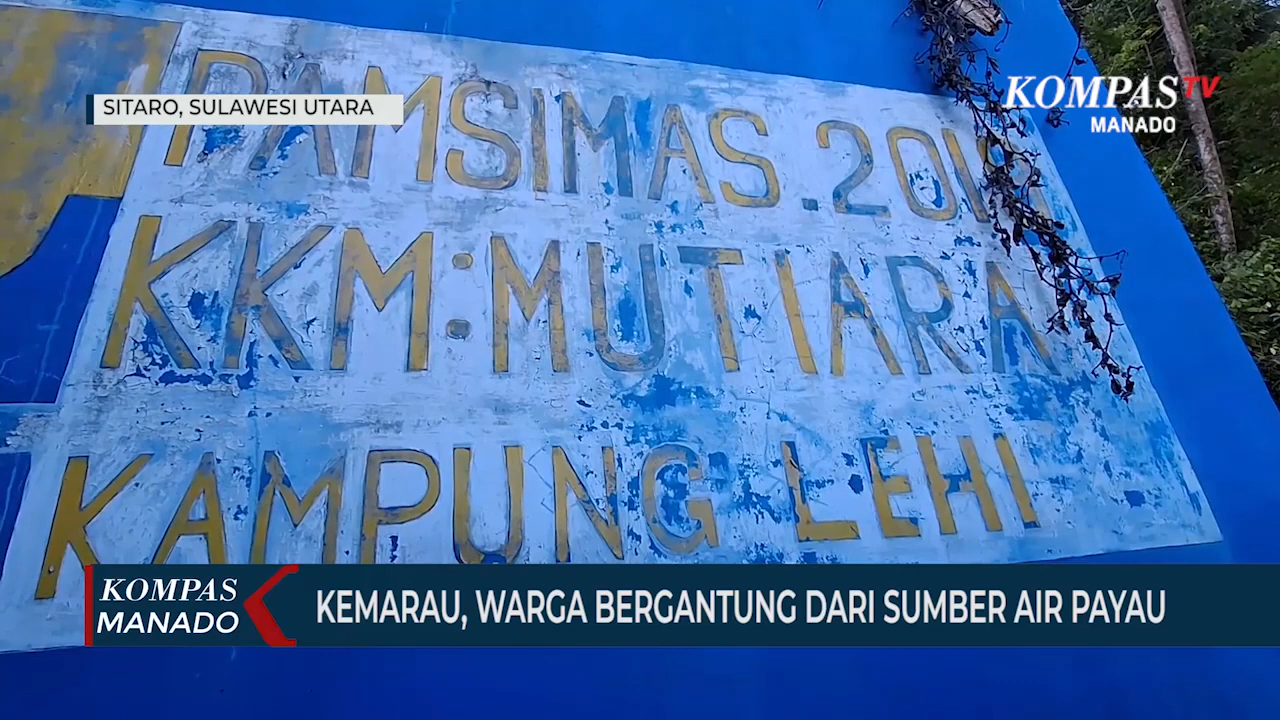 PAMSIMAS.201
SITARO, SULAWESI UTARA
KOMPAS TV
MANADO
KKM:MUTIARA
KAMPUNG LEHI
KOMPAS
MANADO
KEMARAU, WARGA BERGANTUNG DARI SUMBER AIR PAYAU